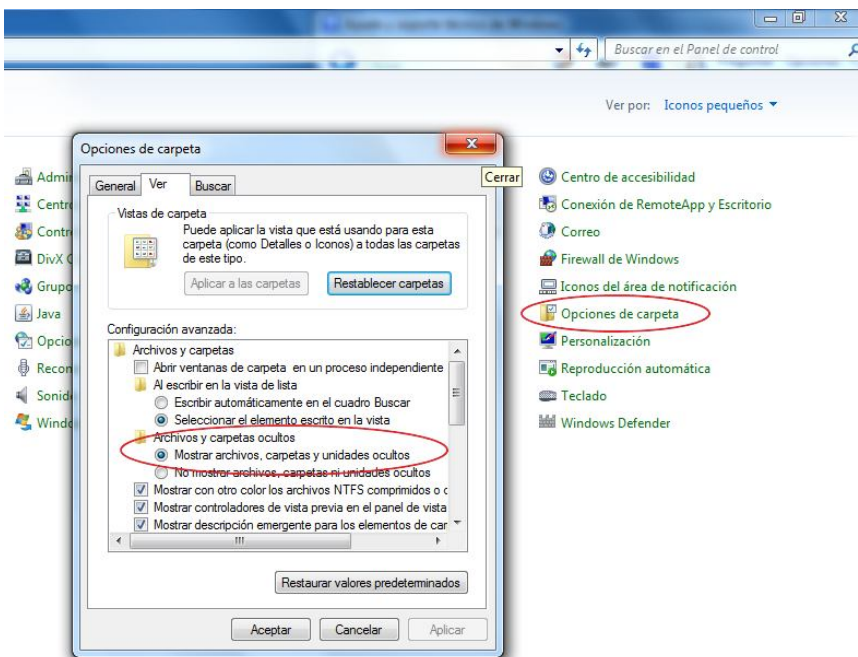 Buscar en el Panel de control
Ver por: Iconos pequeños
Opciones de carpeta
Cerrar
General Ver Buscar
Vistas de carpeta
Puede aplicar la vista que está usando para esta
carpeta (como Detalles o Iconos) a todas las carpetas
de este tipo.
Aplicar a las carpetas Restablecer carpetas
Configuración avanzada:
Archivos y carpetas
Abrir ventanas de carpeta en un proceso independiente
Al escribir en la vista de lista
Escribir automáticamente en el cuadro Buscar
Seleccionar el elemento escrito en la vista
Archivos y carpetas ocultos
Mostrar archivos, carpetas y unidades ocultos
No mostrar archivos, carpetas ni unidades ocultos
Mostrar con otro color los archivos NTFS comprimidos o c
Mostrar controladores de vista previa en el panel de vista
Mostrar descripción emergente para los elementos de car
Restaurar valores predeterminados
Aceptar Cancelar Aplicar
Admin
Centro
Contr
DivX C
Grupo
Java
Opcio
Recon
Sonido
Windo
Centro de accesibilidad
Conexión de RemoteApp y Escritorio
Correo
Firewall de Windows
Iconos del área de notificación
Opciones de carpeta
Personalización
Reproducción automática
Teclado
Windows Defender